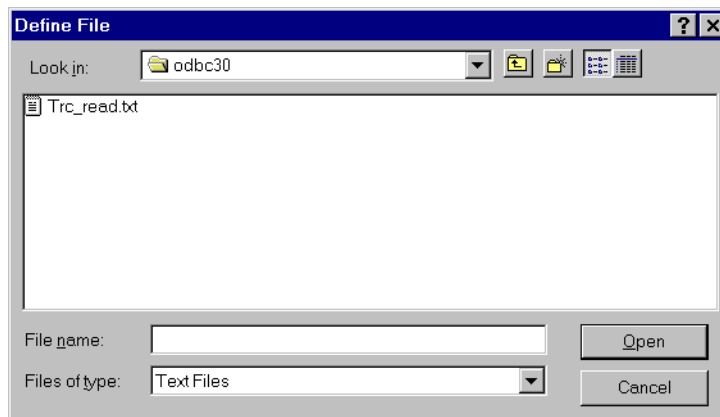 Define File
Look in: odbc30
Trc_read.txt
File name: Open
Files of type: Text Files Cancel